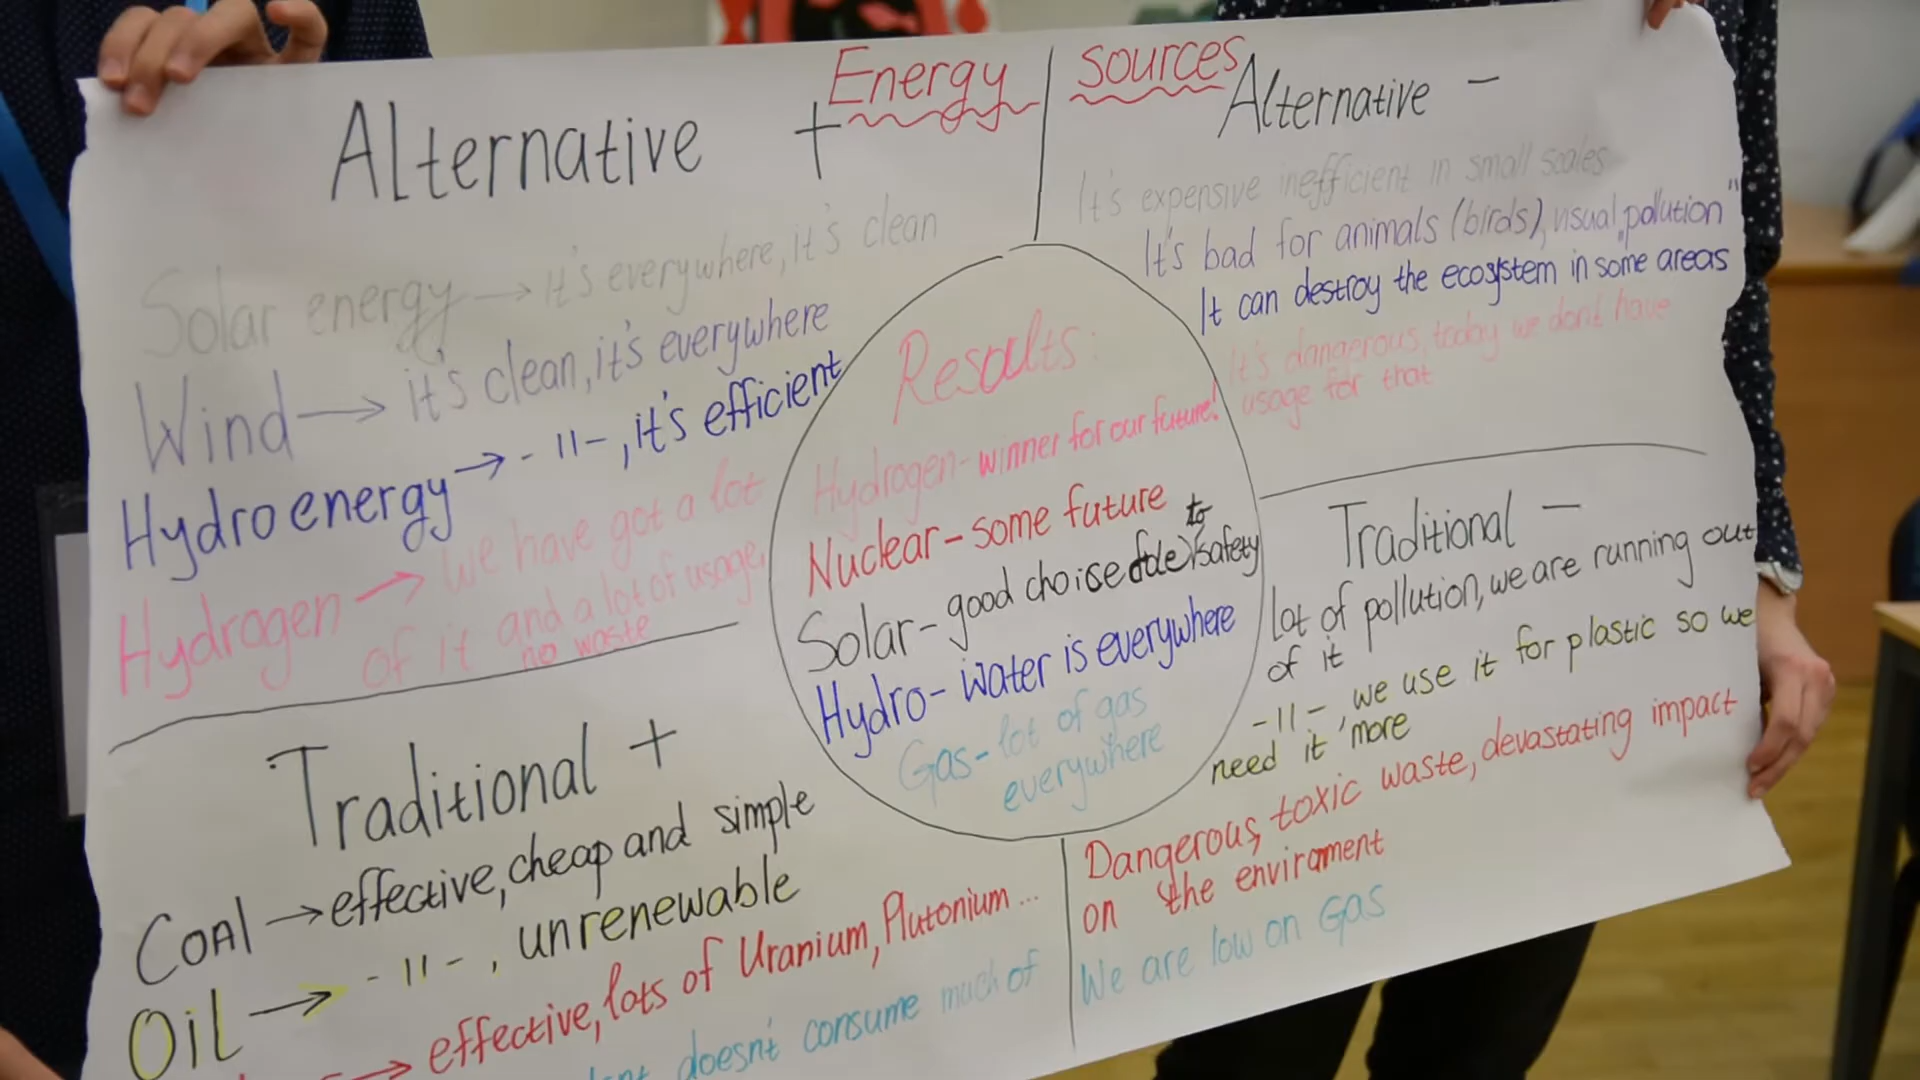 Energy sources
Alternative +
Solar energy → it's everywhere, it's clean
Wind → it's clean, it's everywhere
Hydroenergy → - 11 -, it's efficient
Hydrogen → we have got a lot
of it and a lot of usage,
no waste
Alternative -
It's expensive inefficient in small scales
It's bad for animals (birds), visual "polution"
It can destroy the ecosystem in some areas
It's dangerous, today we dont have
usage for that
Results:
Hydrogen - winner for our future!
Nuclear - some future
Solar - good choise to safety
Hydro - water is everywhere
Gas - lot of gas
everywhere
Traditional +
Coal → effective, cheap and simple
Oil → - 11 - , unrenewable
→ effective, lots of Uranium, Plutonium ...
doesn't consume much of
Traditional -
Lot of pollution, we are running out
of it
- 11 - , we use it for plastic so we
need it more
Dangerous, toxic waste, devastating impact
on the envirament
We are low on Gas